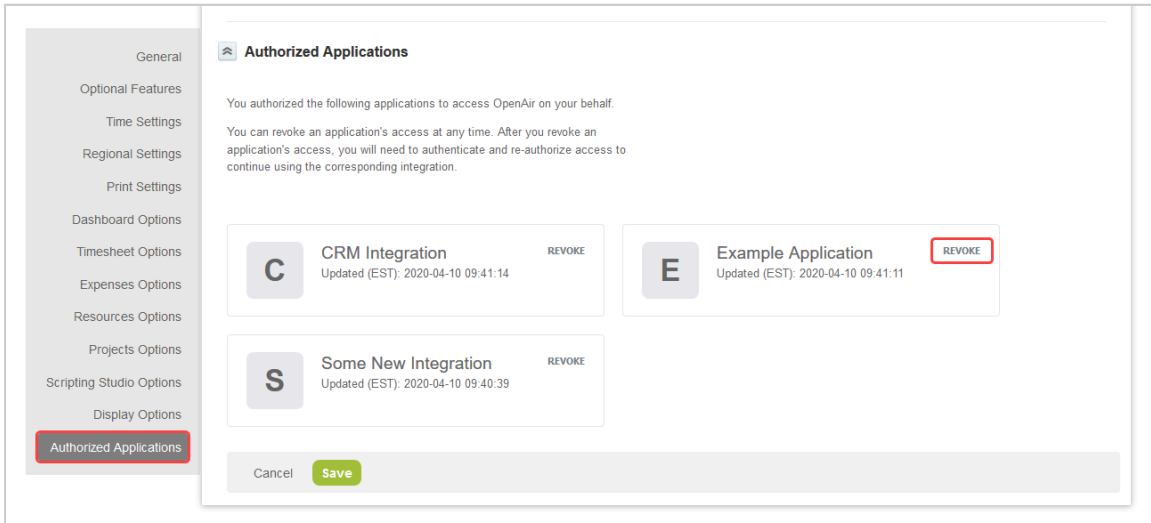 General
Optional Features
Time Settings
Regional Settings
Print Settings
Dashboard Options
Timesheet Options
Expenses Options
Resources Options
Projects Options
Scripting Studio Options
Display Options
Authorized Applications
Authorized Applications
You authorized the following applications to access OpenAir on your behalf.
You can revoke an application's access at any time. After you revoke an
application's access, you will need to authenticate and re-authorize access to
continue using the corresponding integration.
C
CRM Integration
REVOKE
Updated (EST): 2020-04-10 09:41:14
E
Example Application
REVOKE
Updated (EST): 2020-04-10 09:41:11
S
Some New Integration
REVOKE
Updated (EST): 2020-04-10 09:40:39
Cancel
Save